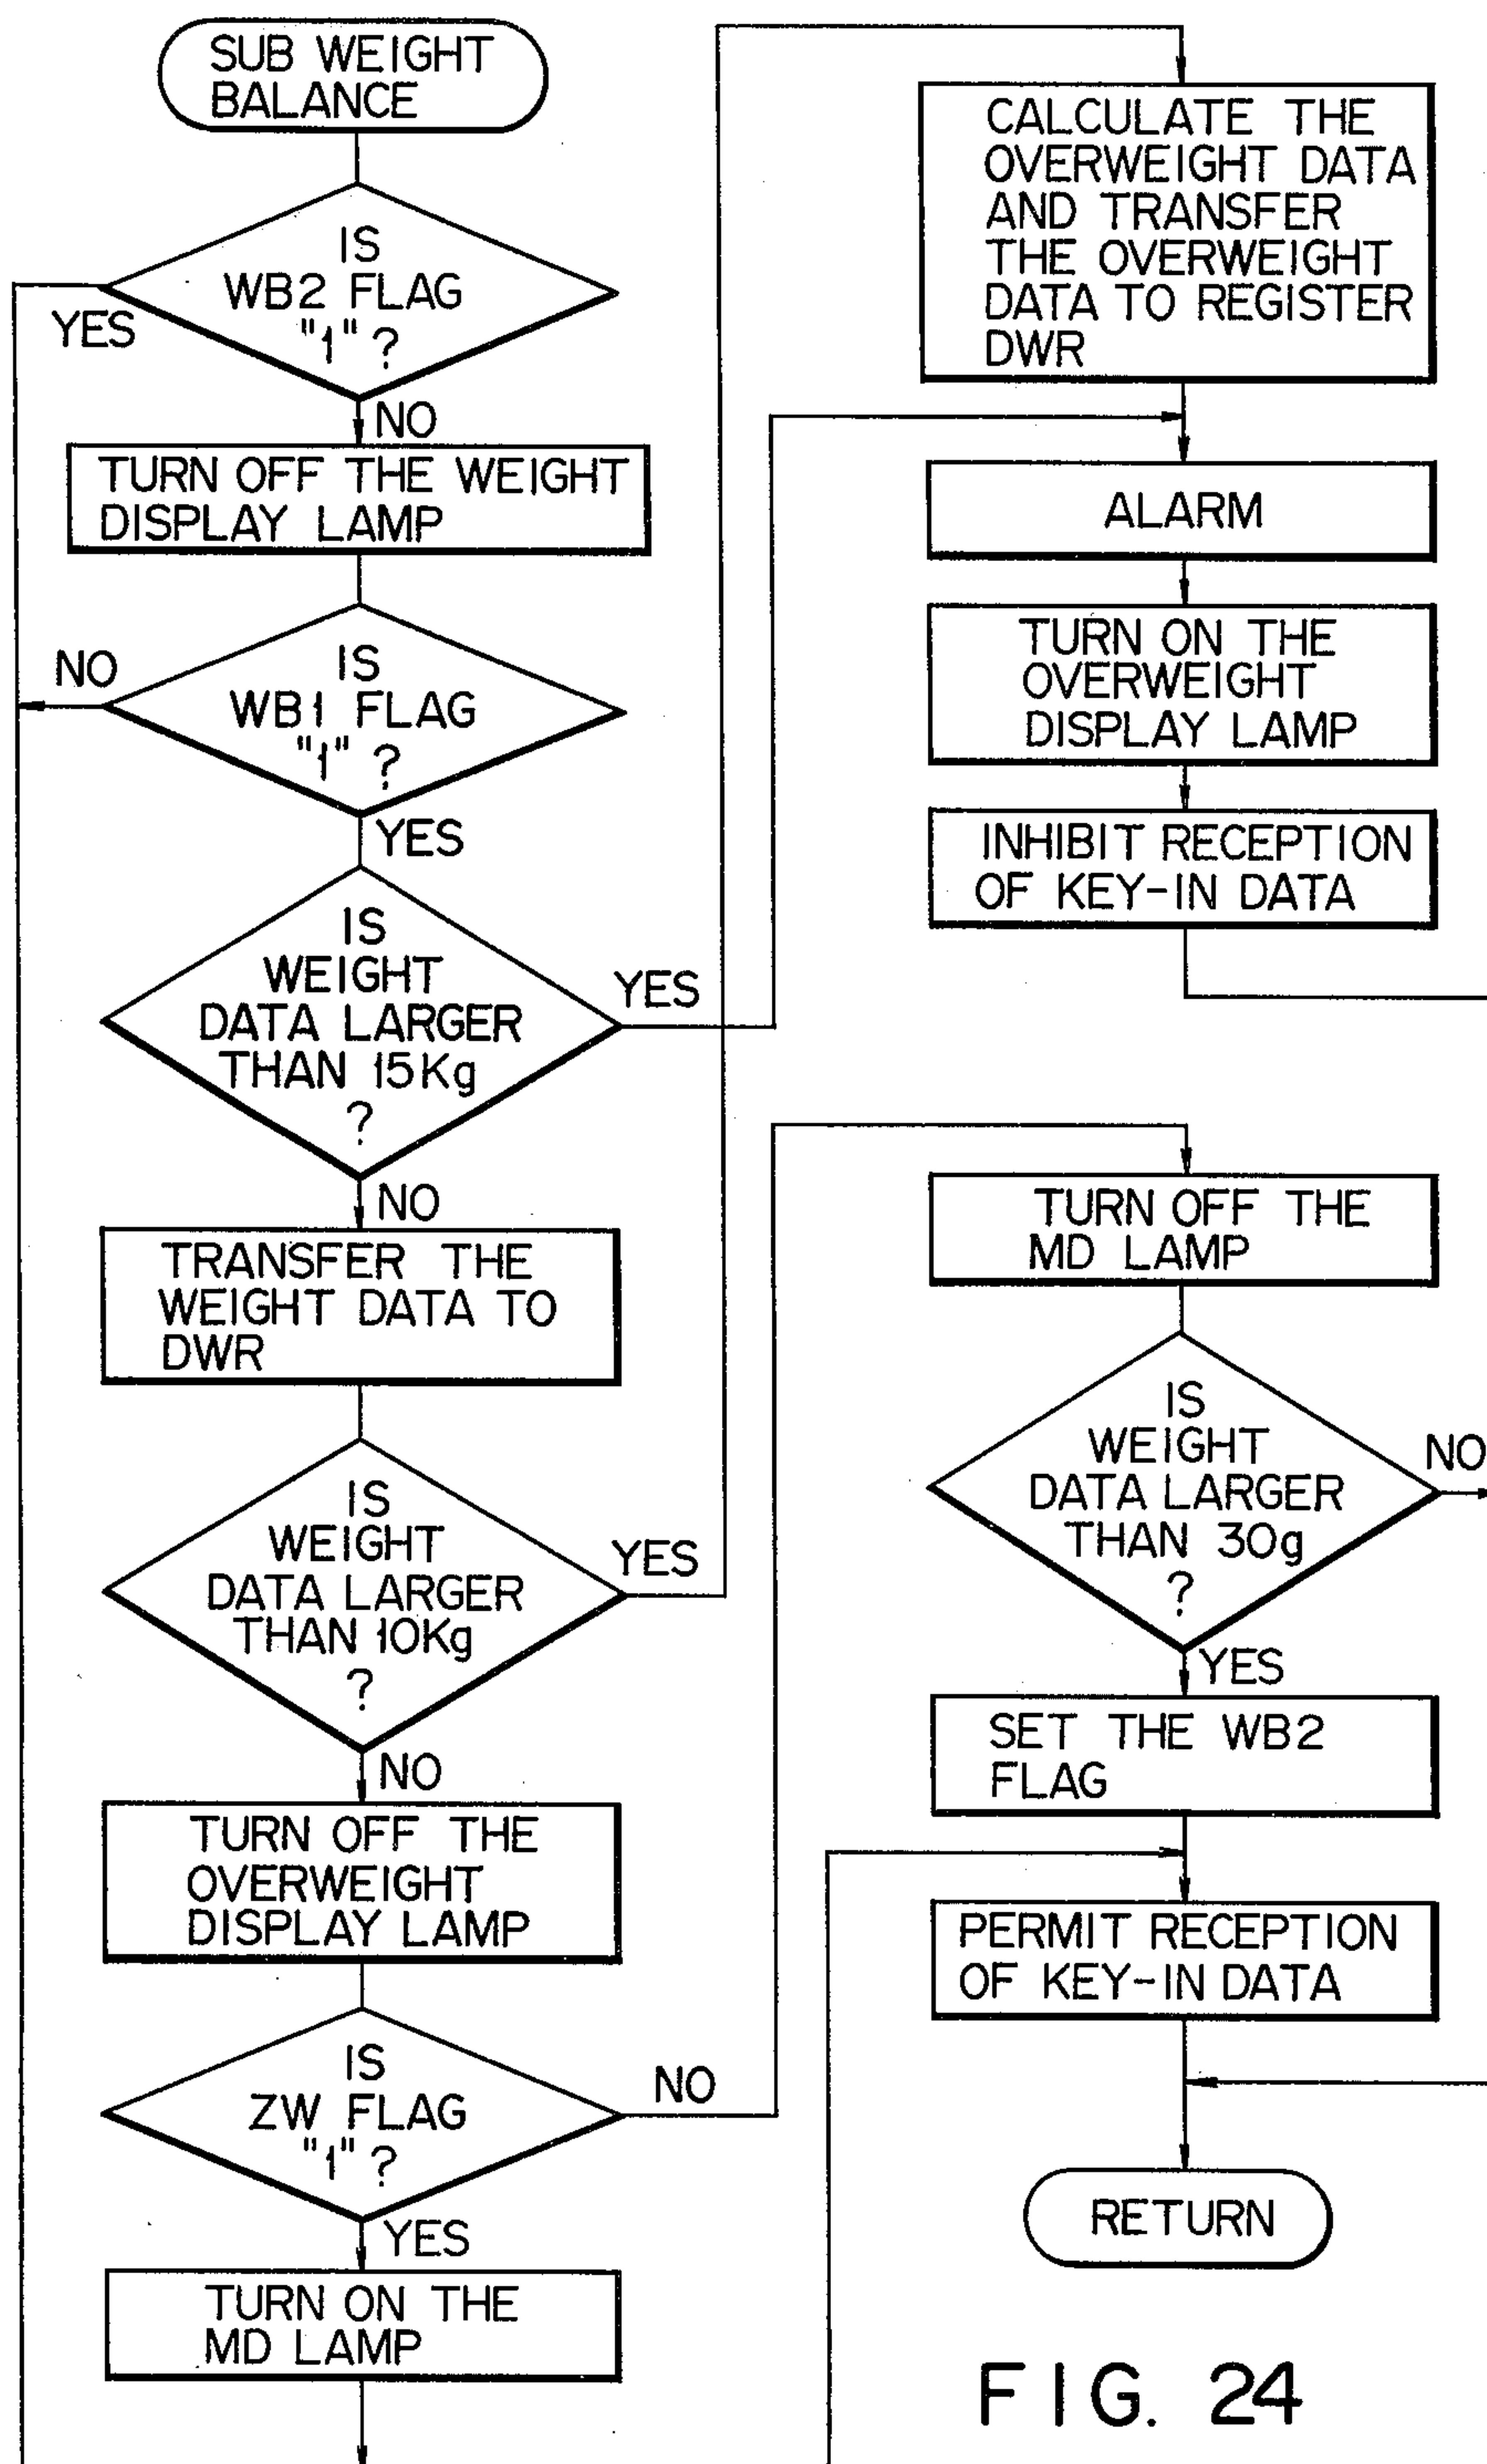 SUB WEIGHT
BALANCE
IS
WB2 FLAG
"1" ?
YES
NO
TURN OFF THE WEIGHT
DISPLAY LAMP
IS
WB1 FLAG
"1" ?
NO
YES
IS
WEIGHT
DATA LARGER
THAN 15Kg
?
YES
NO
TRANSFER THE
WEIGHT DATA TO
DWR
IS
WEIGHT
DATA LARGER
THAN 10Kg
?
YES
NO
TURN OFF THE
OVERWEIGHT
DISPLAY LAMP
IS
ZW FLAG
"1" ?
NO
YES
TURN ON THE
MD LAMP
CALCULATE THE
OVERWEIGHT DATA
AND TRANSFER
THE OVERWEIGHT
DATA TO REGISTER
DWR
ALARM
TURN ON THE
OVERWEIGHT
DISPLAY LAMP
INHIBIT RECEPTION
OF KEY-IN DATA
TURN OFF THE
MD LAMP
IS
WEIGHT
DATA LARGER
THAN 30g
?
NO
YES
SET THE WB2
FLAG
PERMIT RECEPTION
OF KEY-IN DATA
RETURN
FIG. 24